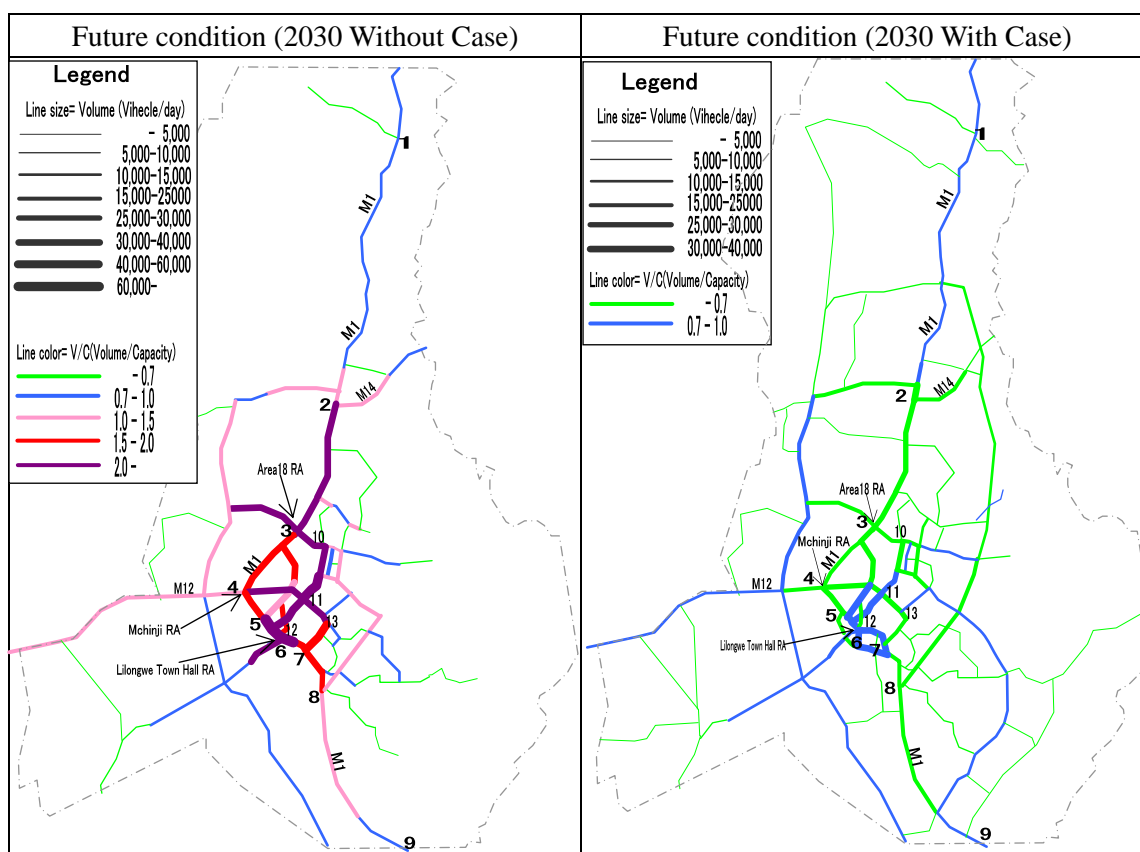 Future condition (2030 Without Case)
Legend
Line size= Volume (Vihecle/day)
- 5,000
5,000-10,000
10,000-15,000
15,000-25000
25,000-30,000
30,000-40,000
40,000-60,000
60,000-
Line color= V/C(Volume/Capacity)
- 0.7
0.7 - 1.0
1.0 - 1.5
1.5 - 2.0
2.0 -
1
M1
M1
2
M14
Area18 RA
3
10
M1
M12
4
11
Mchinji RA
5
12
13
6
7
Lilongwe Town Hall RA
8
M1
9
Future condition (2030 With Case)
Legend
Line size= Volume (Vihecle/day)
- 5,000
5,000-10,000
10,000-15,000
15,000-25000
25,000-30,000
30,000-40,000
Line color= V/C(Volume/Capacity)
- 0.7
0.7 - 1.0
1
M1
M1
2
M14
Area18 RA
3
10
Mchinji RA
M1
M12
4
11
5
12
13
Lilongwe Town Hall RA
6
7
8
M1
9